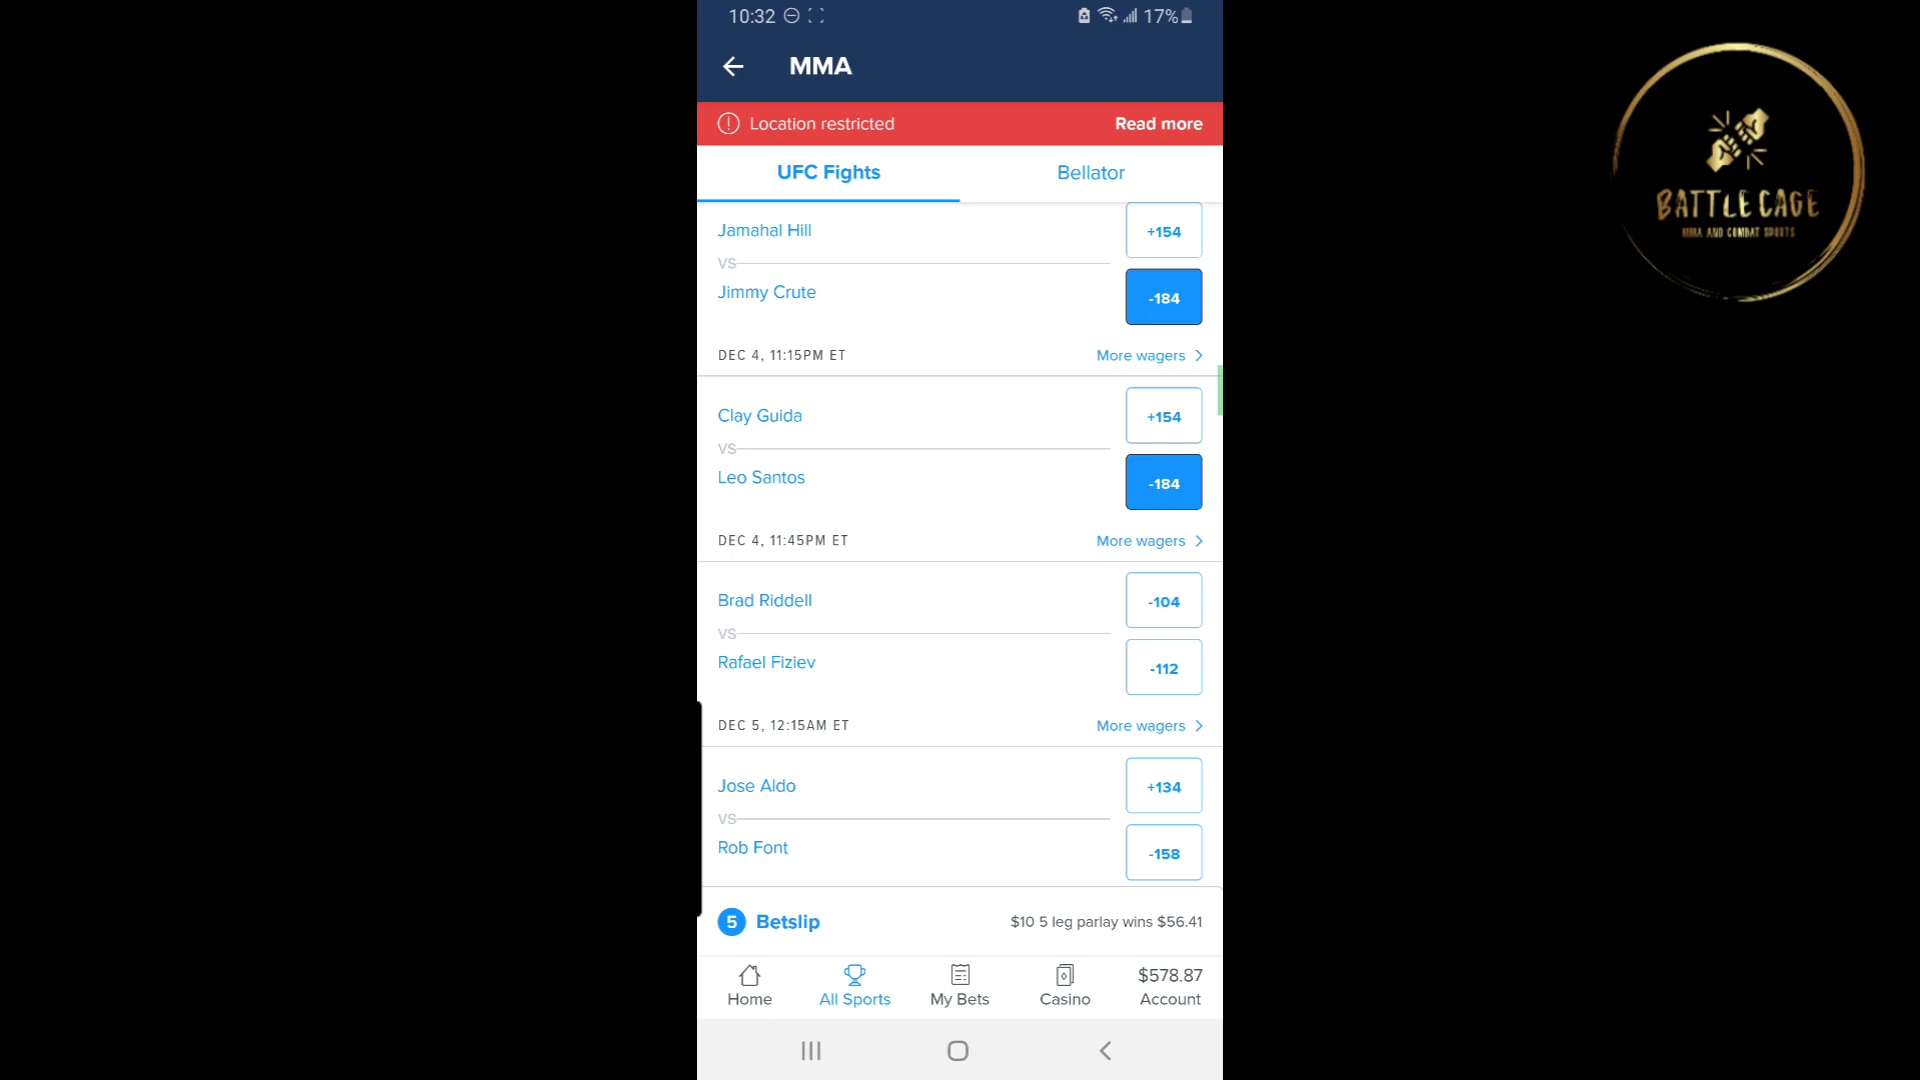 10:32 17%
MMA
Location restricted Read more
UFC Fights Bellator
Jamahal Hill +154
VS
Jimmy Crute -184
DEC 4, 11:15PM ET More wagers
Clay Guida +154
VS
Leo Santos -184
DEC 4, 11:45PM ET More wagers
Brad Riddell -104
VS
Rafael Fiziev -112
DEC 5, 12:15AM ET More wagers
Jose Aldo +134
VS
Rob Font -158
5 Betslip $10 5 leg parlay wins $56.41
$578.87
Home All Sports My Bets Casino Account
BATTLE CAGE
MMA AND COMBAT SPORTS